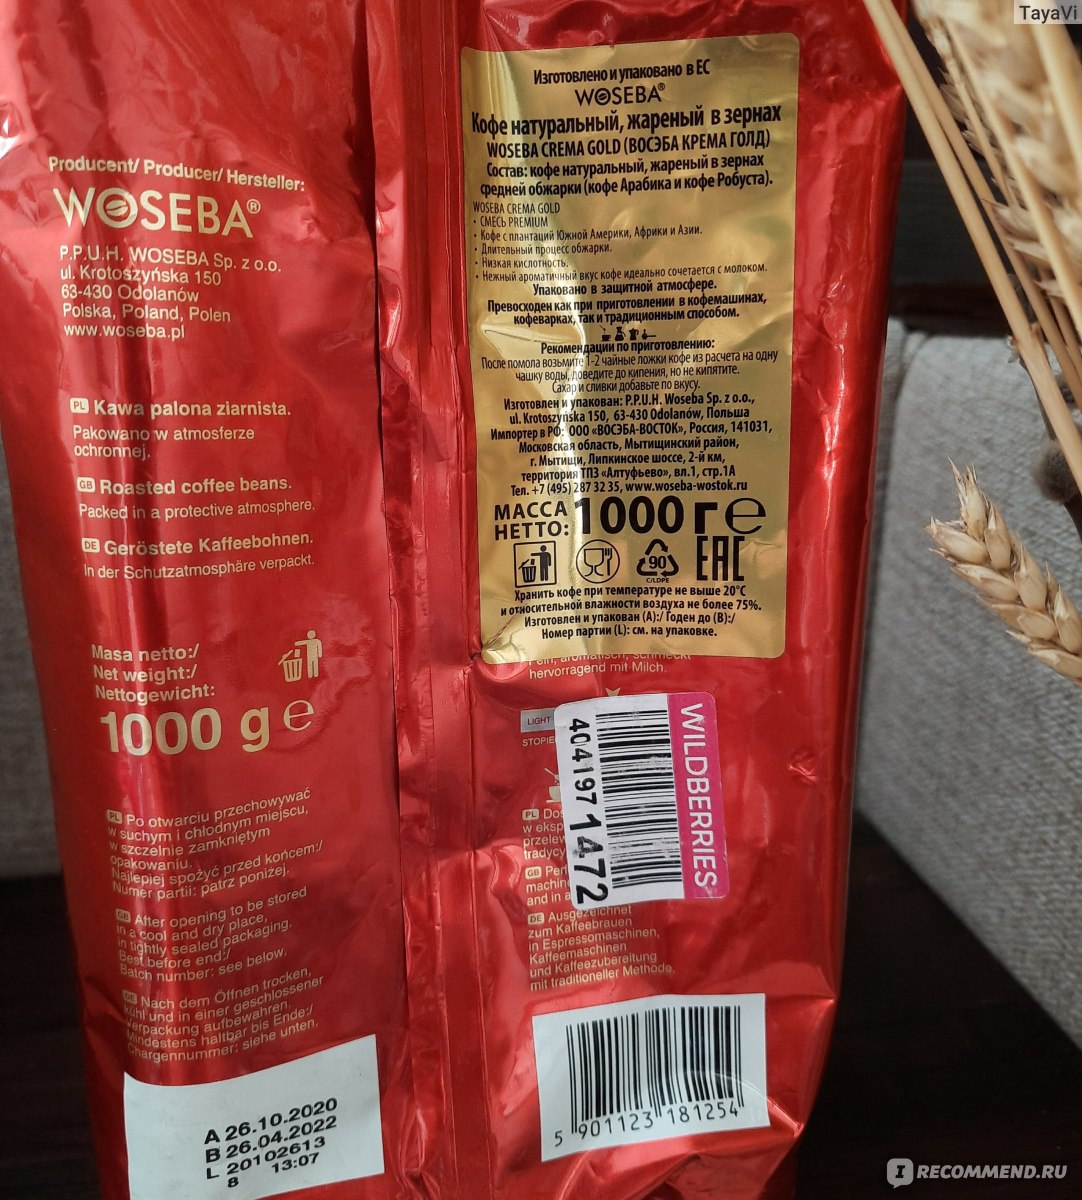 TayaVi
Producent/ Producer/ Hersteller:
WOSEBA®
P.P.U.H. WOSEBA Sp. z o.o.
ul. Krotoszyńska 150
63-430 Odolanów
Polska, Poland, Polen
www.woseba.pl
PL Kawa palona ziarnista.
Pakowano w atmosferze
ochronnej.
GB Roasted coffee beans.
Packed in a protective atmosphere.
DE Geröstete Kaffeebohnen.
In der Schutzatmosphäre verpackt.
Masa netto:/
Net weight:/
Nettogewicht:
1000 g e
PL Po otwarciu przechowywać
w suchym i chłodnym miejscu,
w szczelnie zamkniętym
opakowaniu.
Najlepiej spożyć przed końcem:/
Numer partii: patrz poniżej.
GB After opening to be stored
in a cool and dry place,
in tightly sealed packaging.
Best before end:/
Batch number: see below.
DE Nach dem Öffnen trocken,
kühl und in einer geschlossener
Verpackung aufbewahren.
Mindestens haltbar bis Ende:/
Chargennummer: siehe unten.
A 26.10.2020
B 26.04.2022
L 20102613
8 13:07
Изготовлено и упаковано в ЕС
WOSEBA®
Кофе натуральный, жареный в зернах
WOSEBA CREMA GOLD (ВОСЭБА КРЕМА ГОЛД)
Состав: кофе натуральный, жареный в зернах
средней обжарки (кофе Арабика и кофе Робуста).
WOSEBA CREMA GOLD
• СМЕСЬ PREMIUM
• Кофе с плантаций Южной Америки, Африки и Азии.
• Длительный процесс обжарки.
• Низкая кислотность.
• Нежный ароматичный вкус кофе идеально сочетается с молоком.
Упаковано в защитной атмосфере.
Превосходен как при приготовлении в кофемашинах,
кофеварках, так и традиционным способом.
Рекомендации по приготовлению:
После помола возьмите 1-2 чайные ложки кофе из расчета на одну
чашку воды, доведите до кипения, но не кипятите.
Сахар и сливки добавьте по вкусу.
Изготовлен и упакован: P.P.U.H. Woseba Sp. z o.o.,
ul. Krotoszyńska 150, 63-430 Odolanów, Польша
Импортер в РФ: ООО «ВОСЭБА-ВОСТОК», Россия, 141031,
Московская область, Мытищинский район,
г. Мытищи, Липкинское шоссе, 2-й км,
территория ТПЗ «Алтуфьево», вл.1, стр.1А
Тел. +7 (495) 287 32 35, www.woseba-wostok.ru
МАССА
НЕТТО: 1000 г e
90
C/LDPE
EAC
Хранить кофе при температуре не выше 20°С
и относительной влажности воздуха не более 75%.
Изготовлен и упакован (А):/ Годен до (В):/
Номер партии (L): см. на упаковке.
Fein, aromatisch, schmeckt
hervorragend mit Milch.
LIGHT
WILDBERRIES
404197 1472
PL
w
GB
and in a
DE Ausgezeichnet
zum Kaffeebrauen
in Espressomaschinen,
Kaffeemaschinen
und Kaffeezubereitung
mit traditioneller Methode.
5 901123 181254
IRECOMMEND.RU